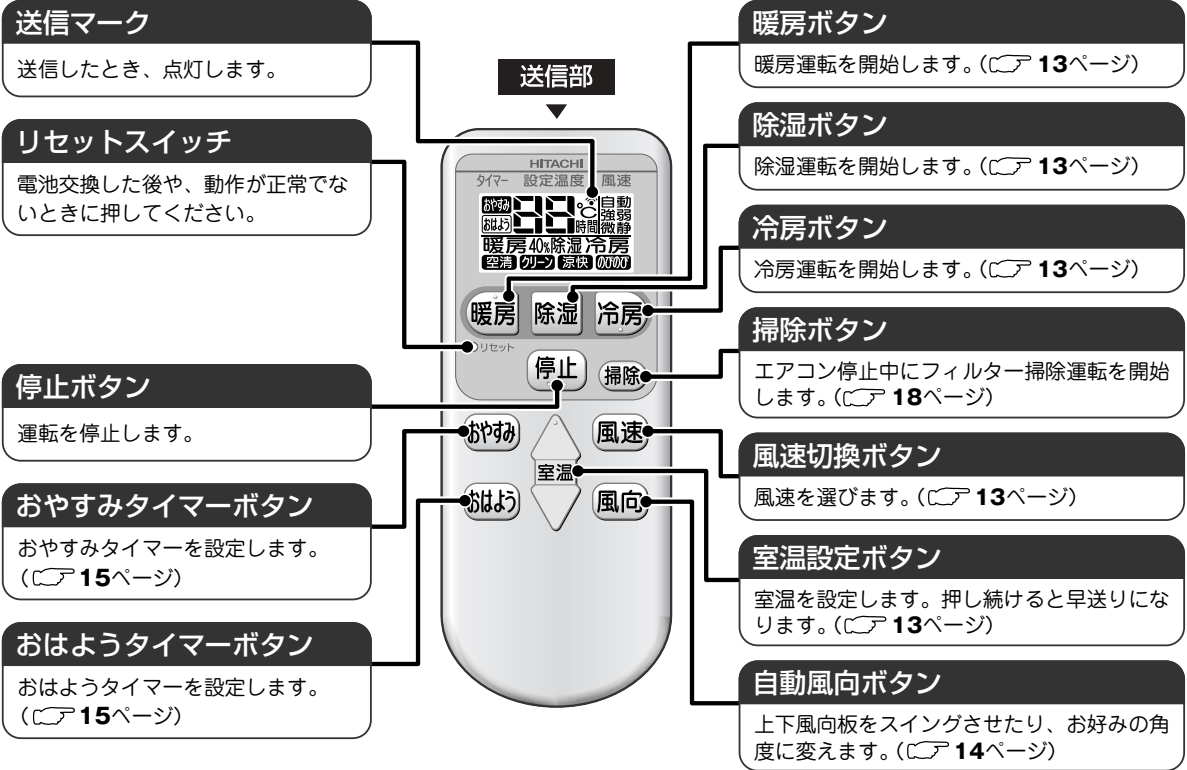 送信マーク
送信したとき、点灯します。
リセットスイッチ
電池交換した後や、動作が正常でな
いときに押してください。
停止ボタン
運転を停止します。
おやすみタイマーボタン
おやすみタイマーを設定します。
(15ページ)
おはようタイマーボタン
おはようタイマーを設定します。
(15ページ)
送信部
HITACHI
タイマー 設定温度 風速
おやすみ 88℃ 自動
おはよう 時間 強弱
微静
暖房 40%除湿 冷房
空清 クリーン 涼快 のびのび
暖房 除湿 冷房
リセット
停止 掃除
おやすみ 風速
室温
おはよう 風向
暖房ボタン
暖房運転を開始します。(13ページ)
除湿ボタン
除湿運転を開始します。(13ページ)
冷房ボタン
冷房運転を開始します。(13ページ)
掃除ボタン
エアコン停止中にフィルター掃除運転を開始
します。(18ページ)
風速切換ボタン
風速を選びます。(13ページ)
室温設定ボタン
室温を設定します。押し続けると早送りにな
ります。(13ページ)
自動風向ボタン
上下風向板をスイングさせたり、お好みの角
度に変えます。(14ページ)